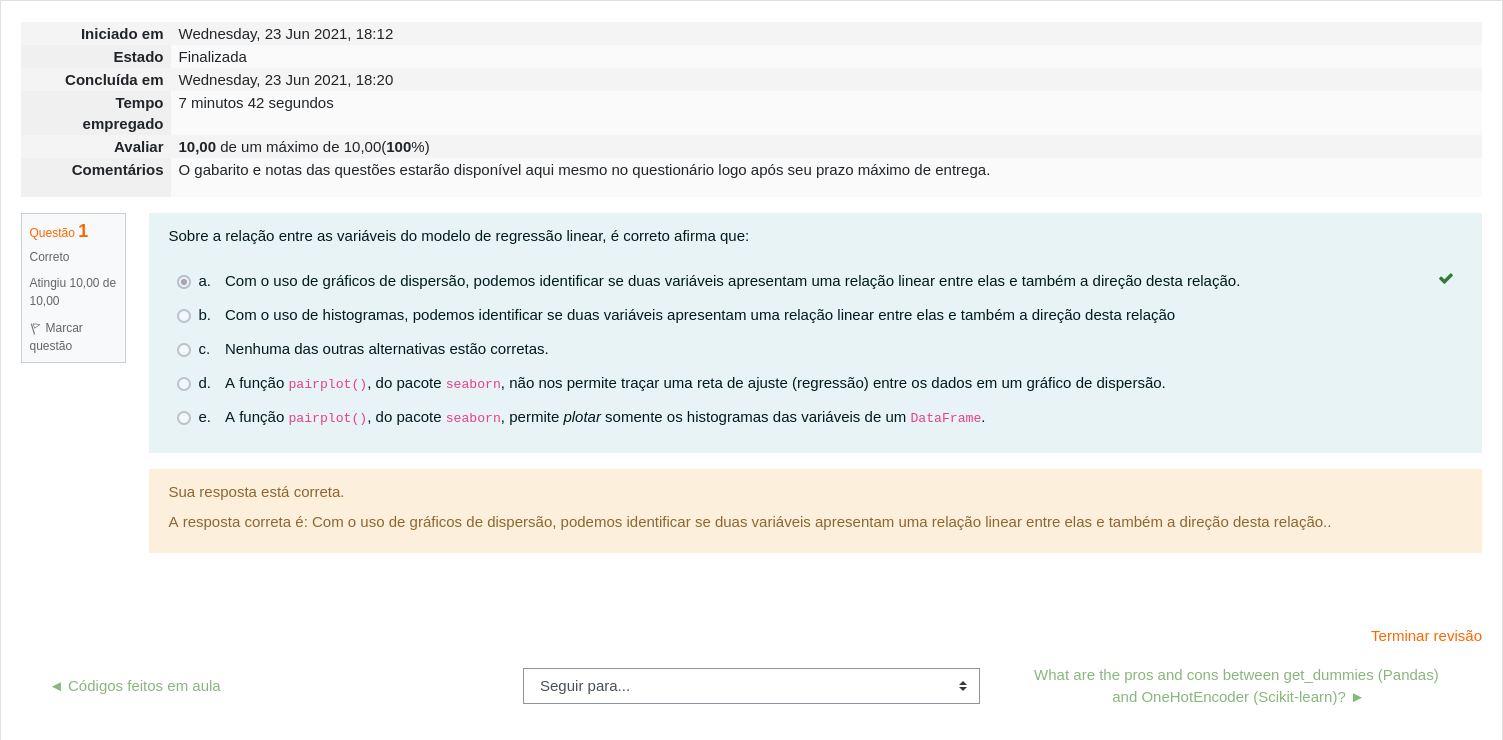 Iniciado em Wednesday, 23 Jun 2021, 18:12
Estado Finalizada
Concluída em Wednesday, 23 Jun 2021, 18:20
Tempo empregado 7 minutos 42 segundos
Avaliar 10,00 de um máximo de 10,00(100%)
Comentários O gabarito e notas das questões estarão disponível aqui mesmo no questionário logo após seu prazo máximo de entrega.
Questão 1
Correto
Atingiu 10,00 de
10,00
Marcar
questão
Sobre a relação entre as variáveis do modelo de regressão linear, é correto afirma que:
a. Com o uso de gráficos de dispersão, podemos identificar se duas variáveis apresentam uma relação linear entre elas e também a direção desta relação.
b. Com o uso de histogramas, podemos identificar se duas variáveis apresentam uma relação linear entre elas e também a direção desta relação
c. Nenhuma das outras alternativas estão corretas.
d. A função pairplot(), do pacote seaborn, não nos permite traçar uma reta de ajuste (regressão) entre os dados em um gráfico de dispersão.
e. A função pairplot(), do pacote seaborn, permite plotar somente os histogramas das variáveis de um DataFrame.
Sua resposta está correta.
A resposta correta é: Com o uso de gráficos de dispersão, podemos identificar se duas variáveis apresentam uma relação linear entre elas e também a direção desta relação..
Terminar revisão
◄ Códigos feitos em aula
Seguir para...
What are the pros and cons between get_dummies (Pandas)
and OneHotEncoder (Scikit-learn)? ►